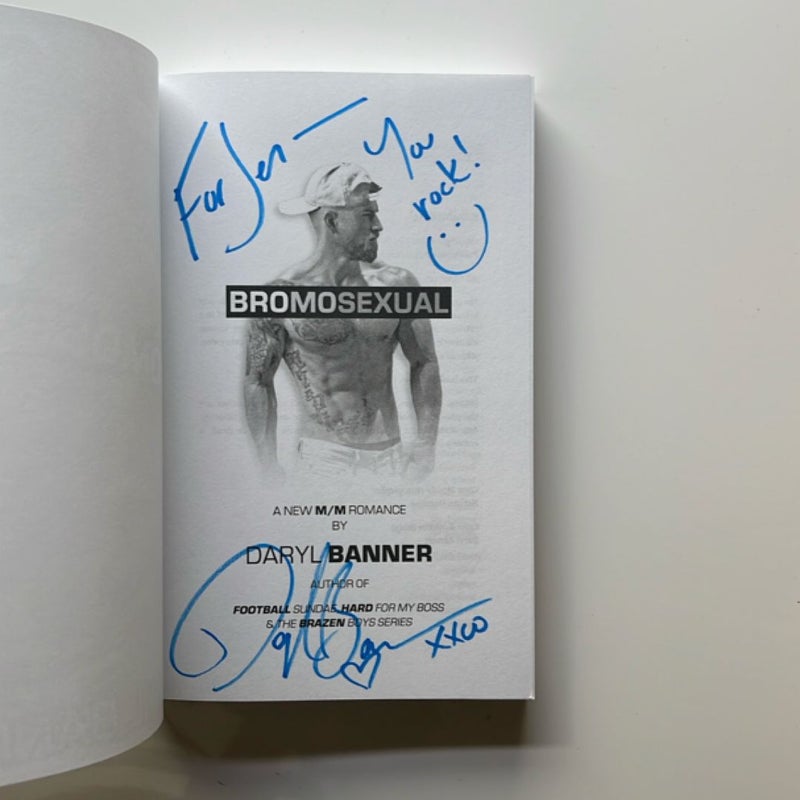 For Jen —
You
rock!
BROMOSEXUAL
A NEW M/M ROMANCE
BY
DARYL BANNER
AUTHOR OF
FOOTBALL SUNDAE, HARD FOR MY BOSS
& THE BRAZEN BOYS SERIES
xxoo